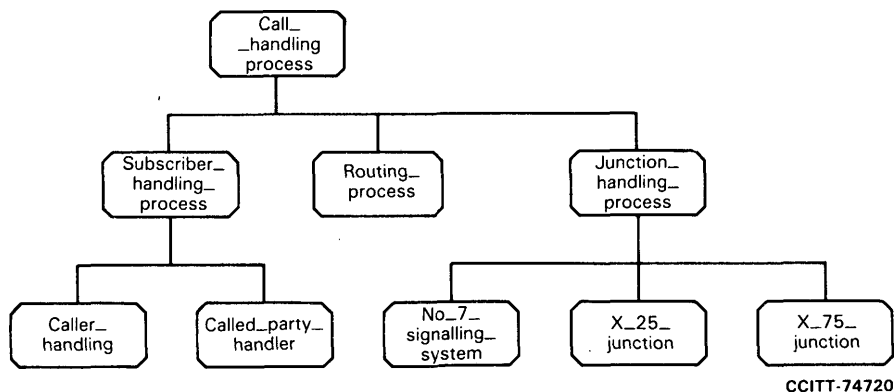 Call_
_handling
process
Subscriber_
handling_
process
Routing_
process
Junction_
handling_
process
Caller_
handling
Called_party_
handler
No_7_
signalling_
system
X_25_
junction
X_75_
junction
CCITT-74720